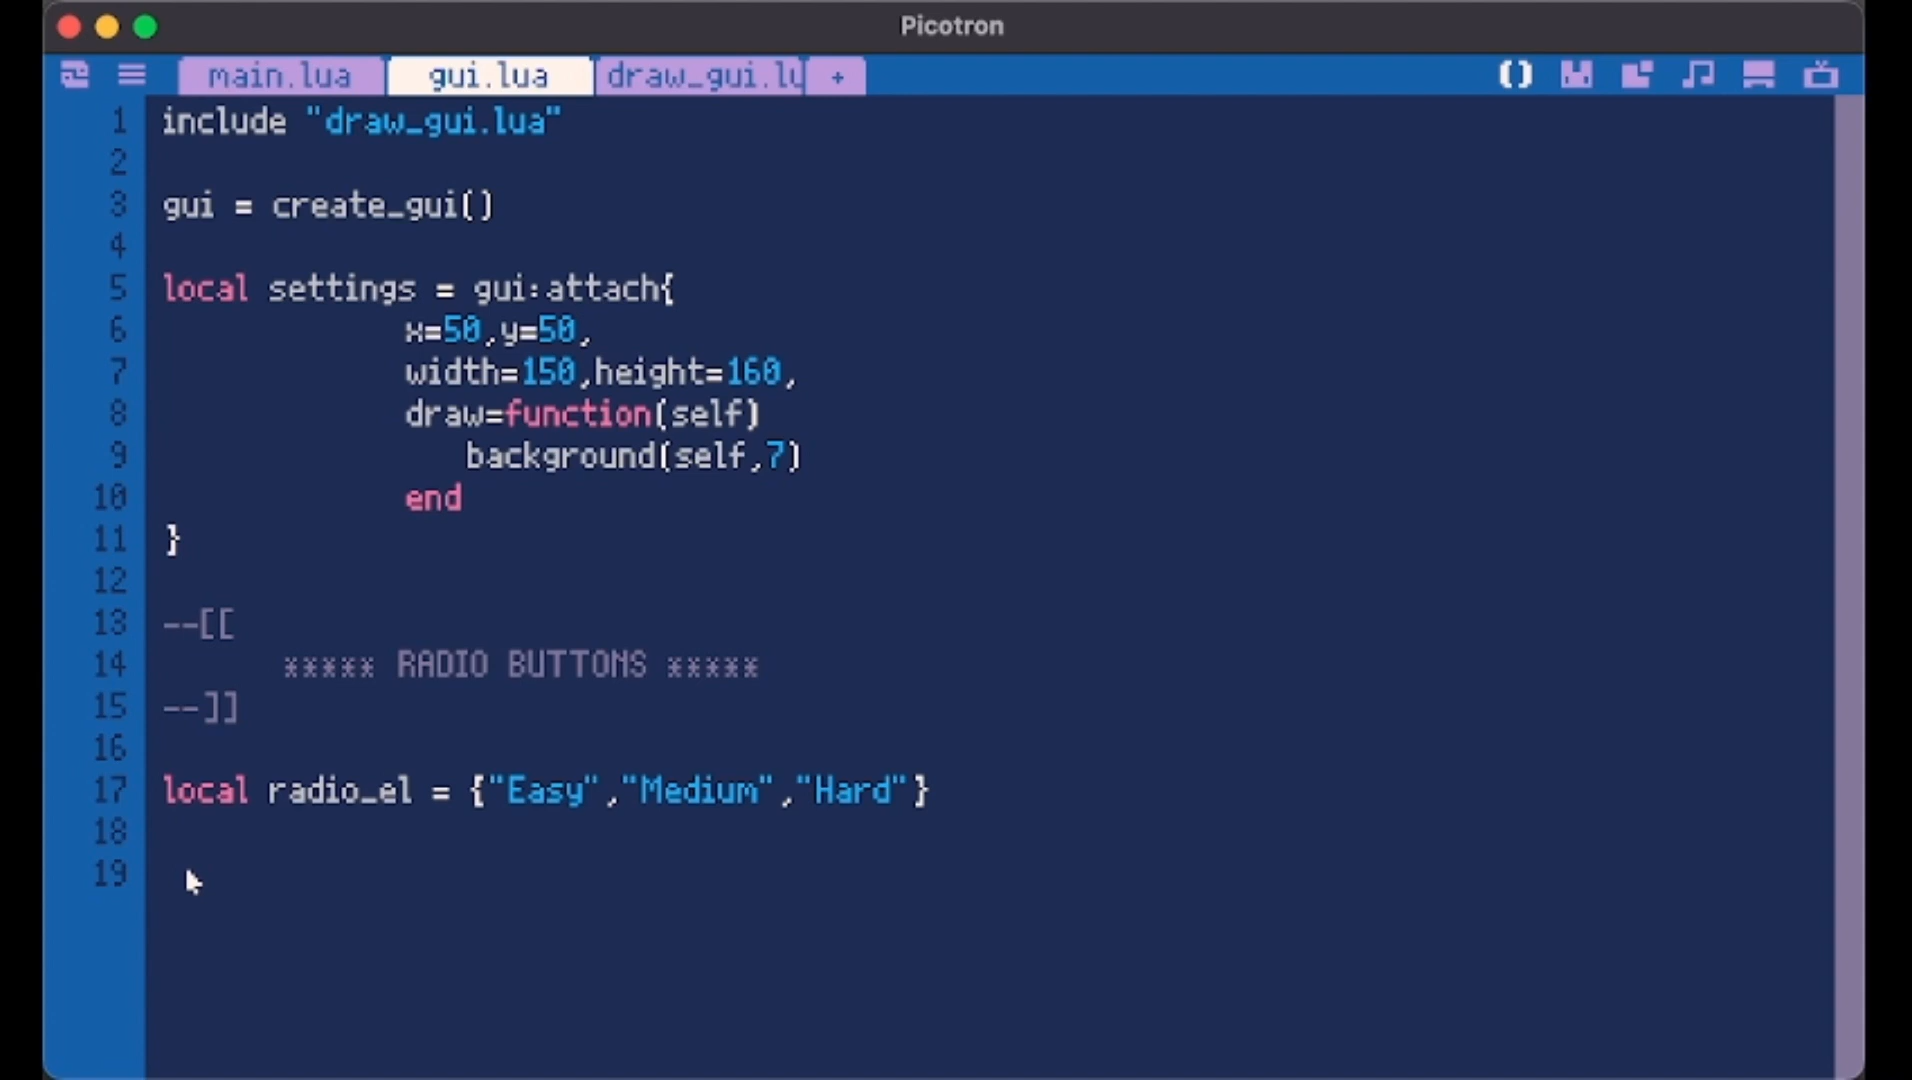 Picotron
main.lua gui.lua draw_gui.lu +
1 include "draw_gui.lua"
2
3 gui = create_gui()
4
5 local settings = gui:attach{
6 x=50,y=50,
7 width=150,height=160,
8 draw=function(self)
9 background(self,7)
10 end
11 }
12
13 --[[
14 ***** RADIO BUTTONS *****
15 --]]
16
17 local radio_el = {"Easy","Medium","Hard"}
18
19